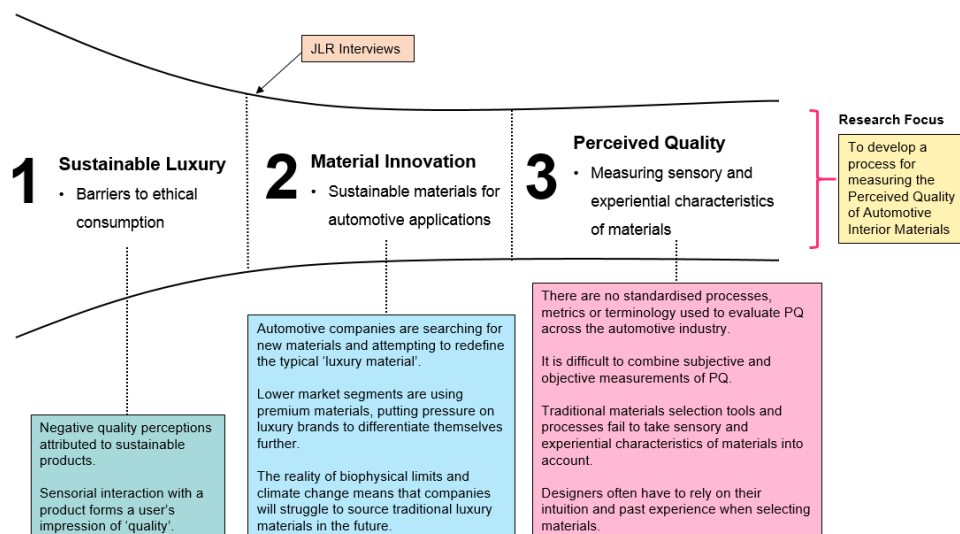 JLR Interviews
1
Sustainable Luxury
• Barriers to ethical
consumption
2
Material Innovation
• Sustainable materials for
automotive applications
3
Perceived Quality
• Measuring sensory and
experiential characteristics
of materials
Research Focus
To develop a
process for
measuring the
Perceived Quality
of Automotive
Interior Materials
Negative quality perceptions
attributed to sustainable
products.
Sensorial interaction with a
product forms a user's
impression of 'quality'.
Automotive companies are searching for
new materials and attempting to redefine
the typical 'luxury material'.
Lower market segments are using
premium materials, putting pressure on
luxury brands to differentiate themselves
further.
The reality of biophysical limits and
climate change means that companies
will struggle to source traditional luxury
materials in the future.
There are no standardised processes,
metrics or terminology used to evaluate PQ
across the automotive industry.
It is difficult to combine subjective and
objective measurements of PQ.
Traditional materials selection tools and
processes fail to take sensory and
experiential characteristics of materials into
account.
Designers often have to rely on their
intuition and past experience when selecting
materials.